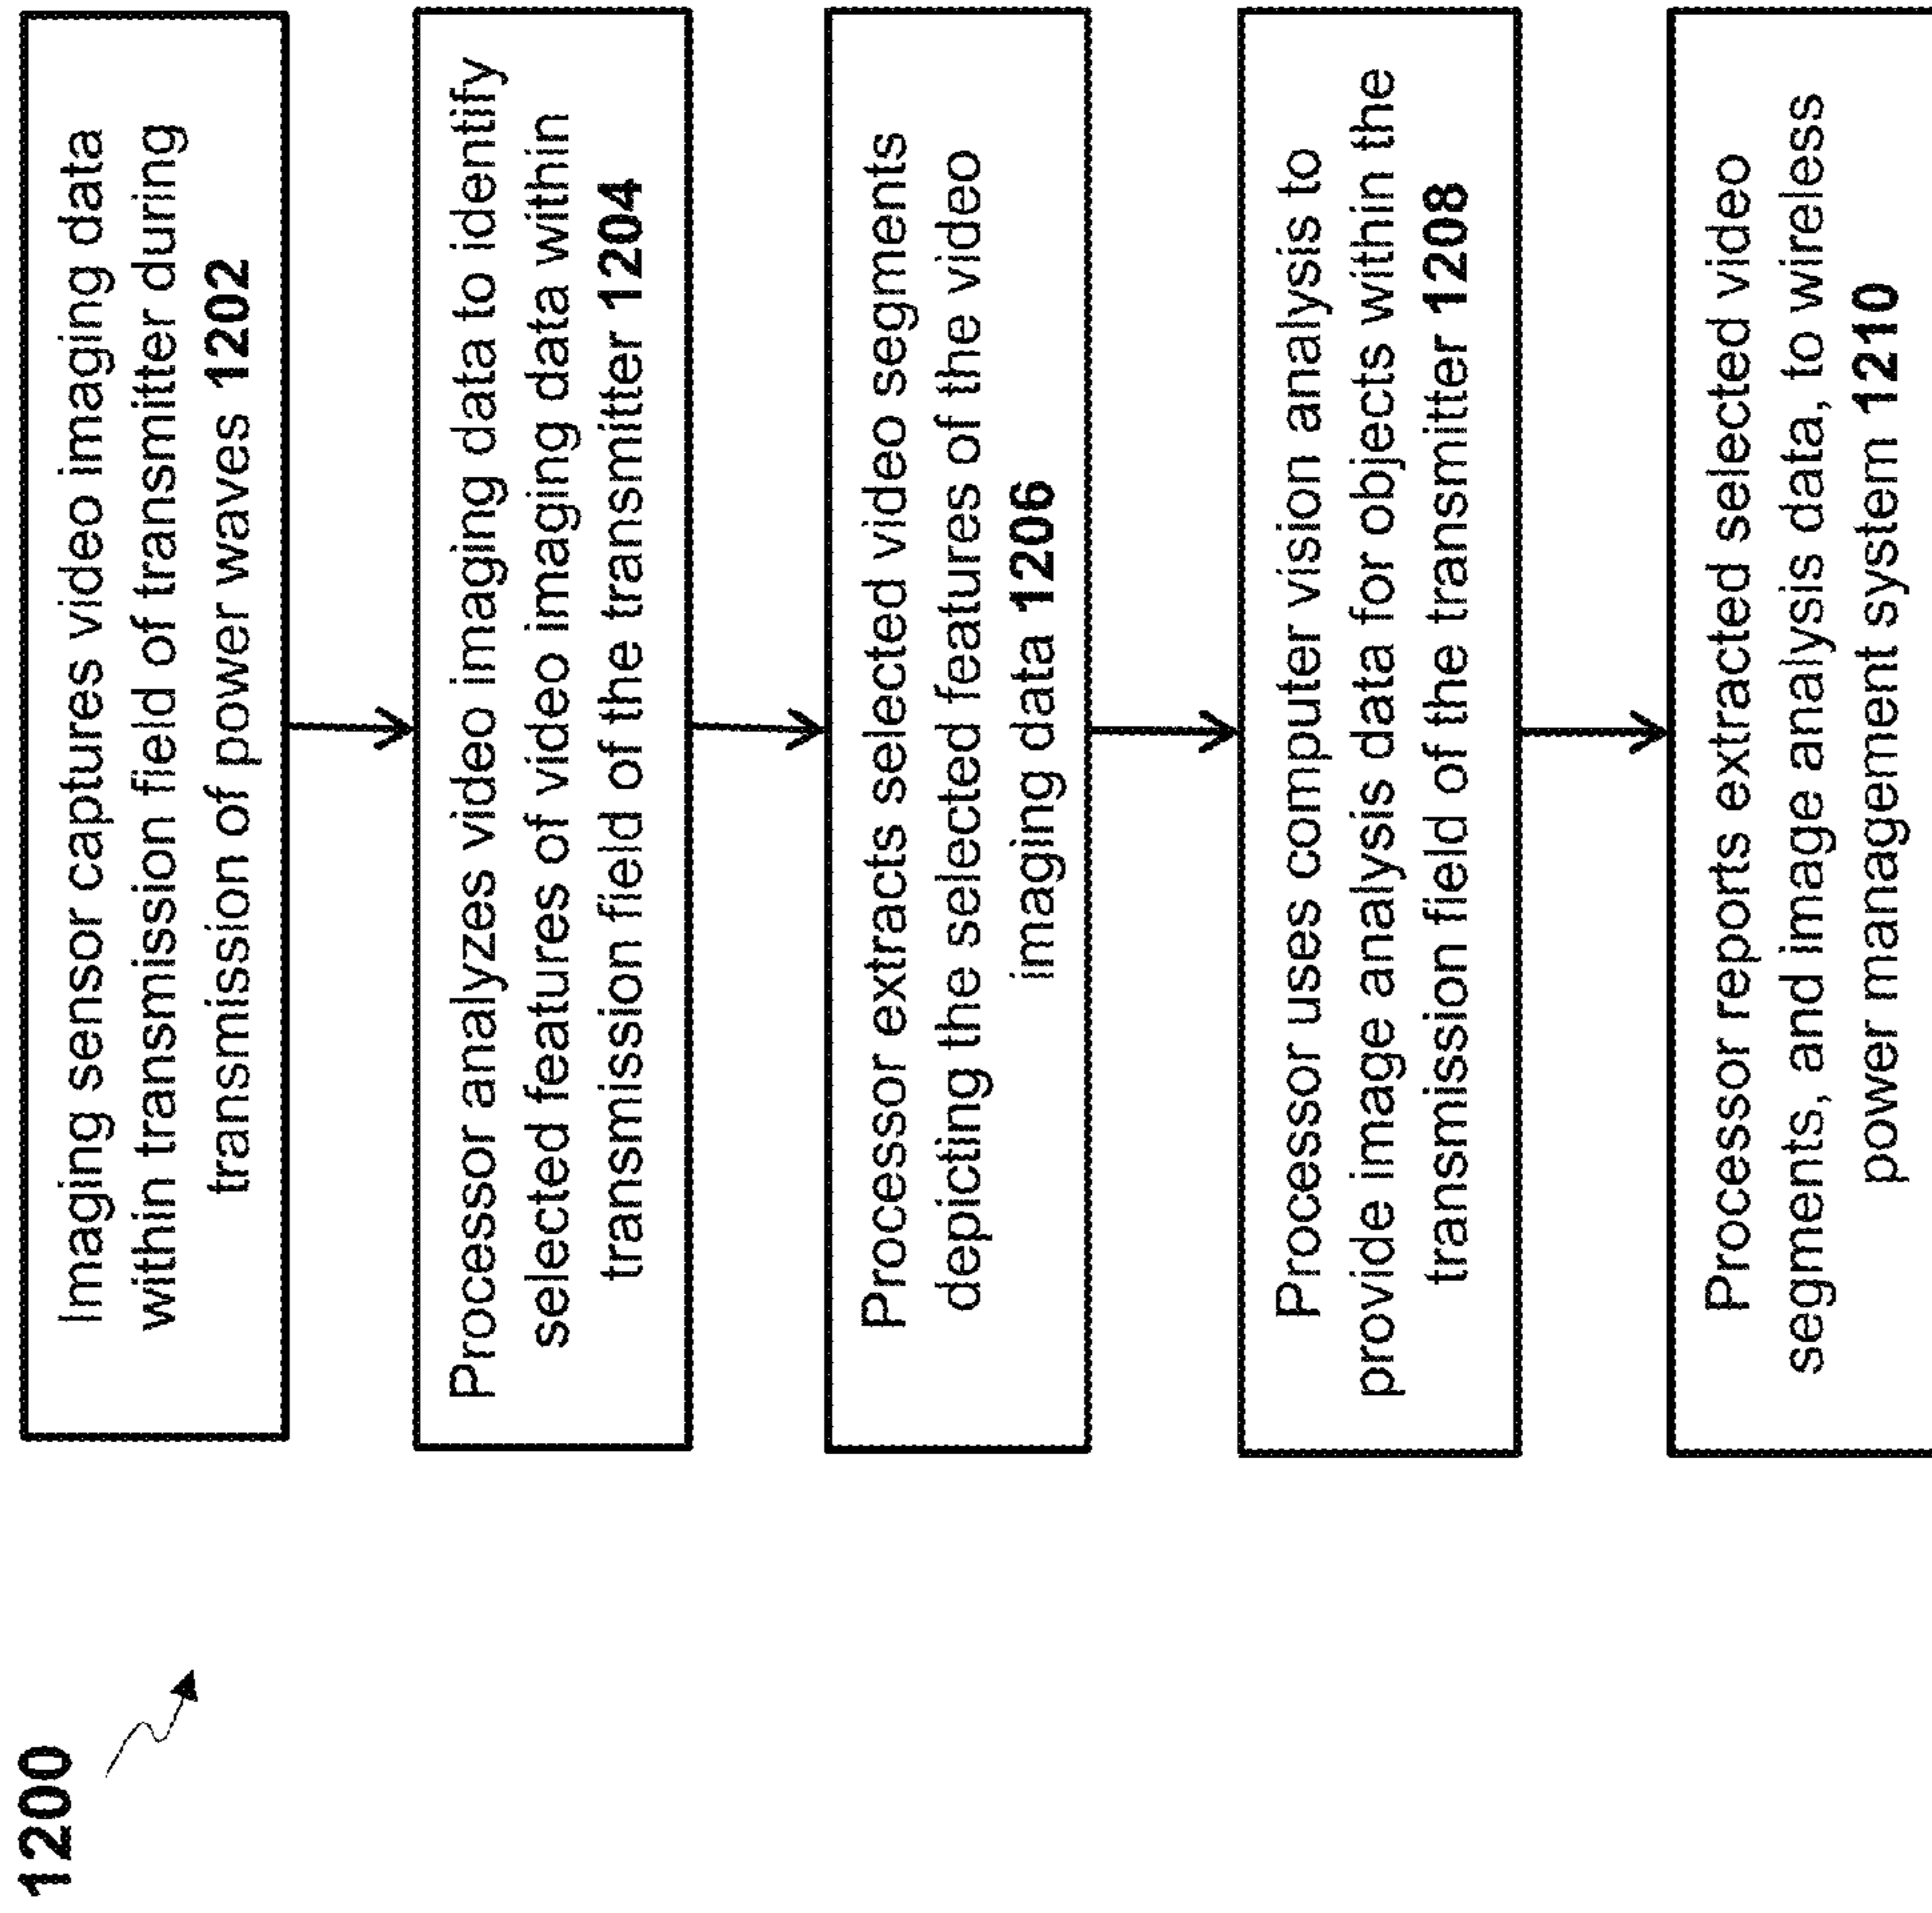 1200
Imaging sensor captures video imaging data
within transmission field of transmitter during
transmission of power waves 1202
Processor analyzes video imaging data to identify
selected features of video imaging data within
transmission field of the transmitter 1204
Processor extracts selected video segments
depicting the selected features of the video
imaging data 1206
Processor uses computer vision analysis to
provide image analysis data for objects within the
transmission field of the transmitter 1208
Processor reports extracted selected video
segments, and image analysis data, to wireless
power management system 1210